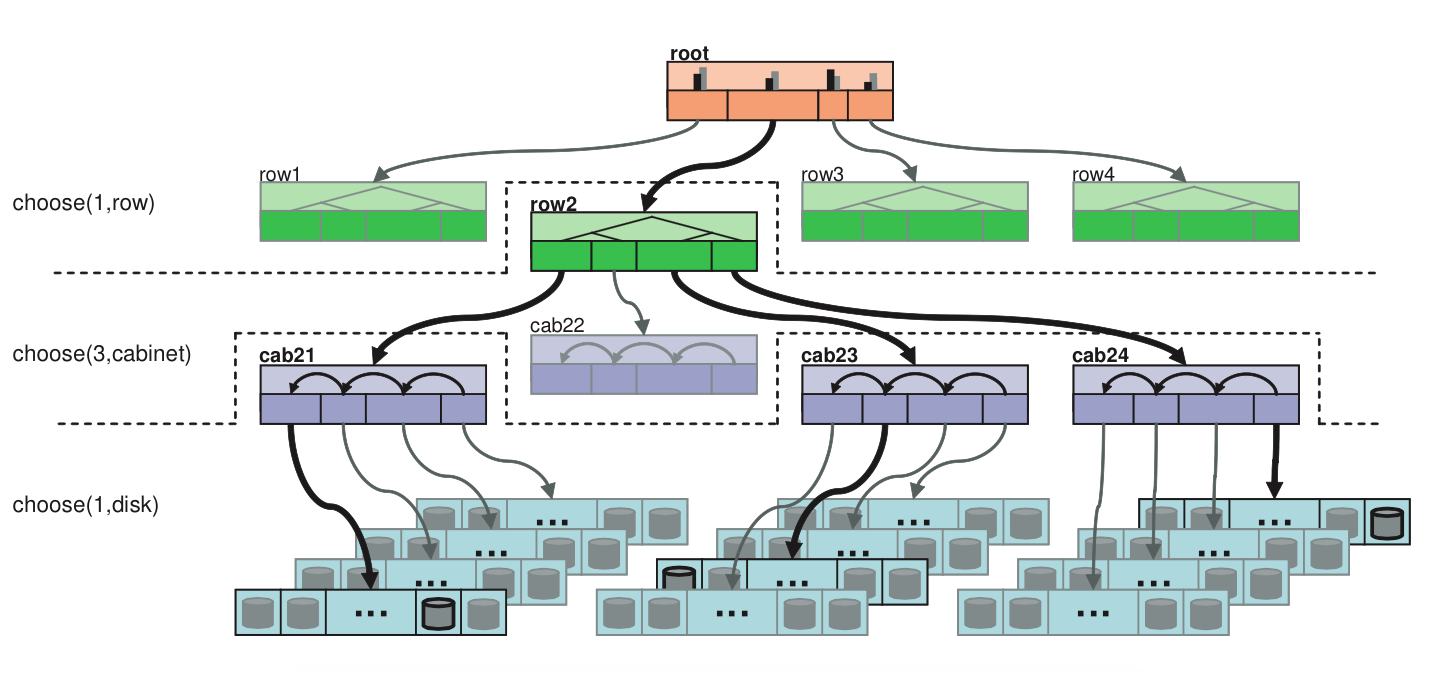 root
row1
row3
row4
choose(1,row)
row2
cab22
choose(3,cabinet)
cab21
cab23
cab24
choose(1,disk)
...
...
...
...
...
...
...
...
...
...
...
...